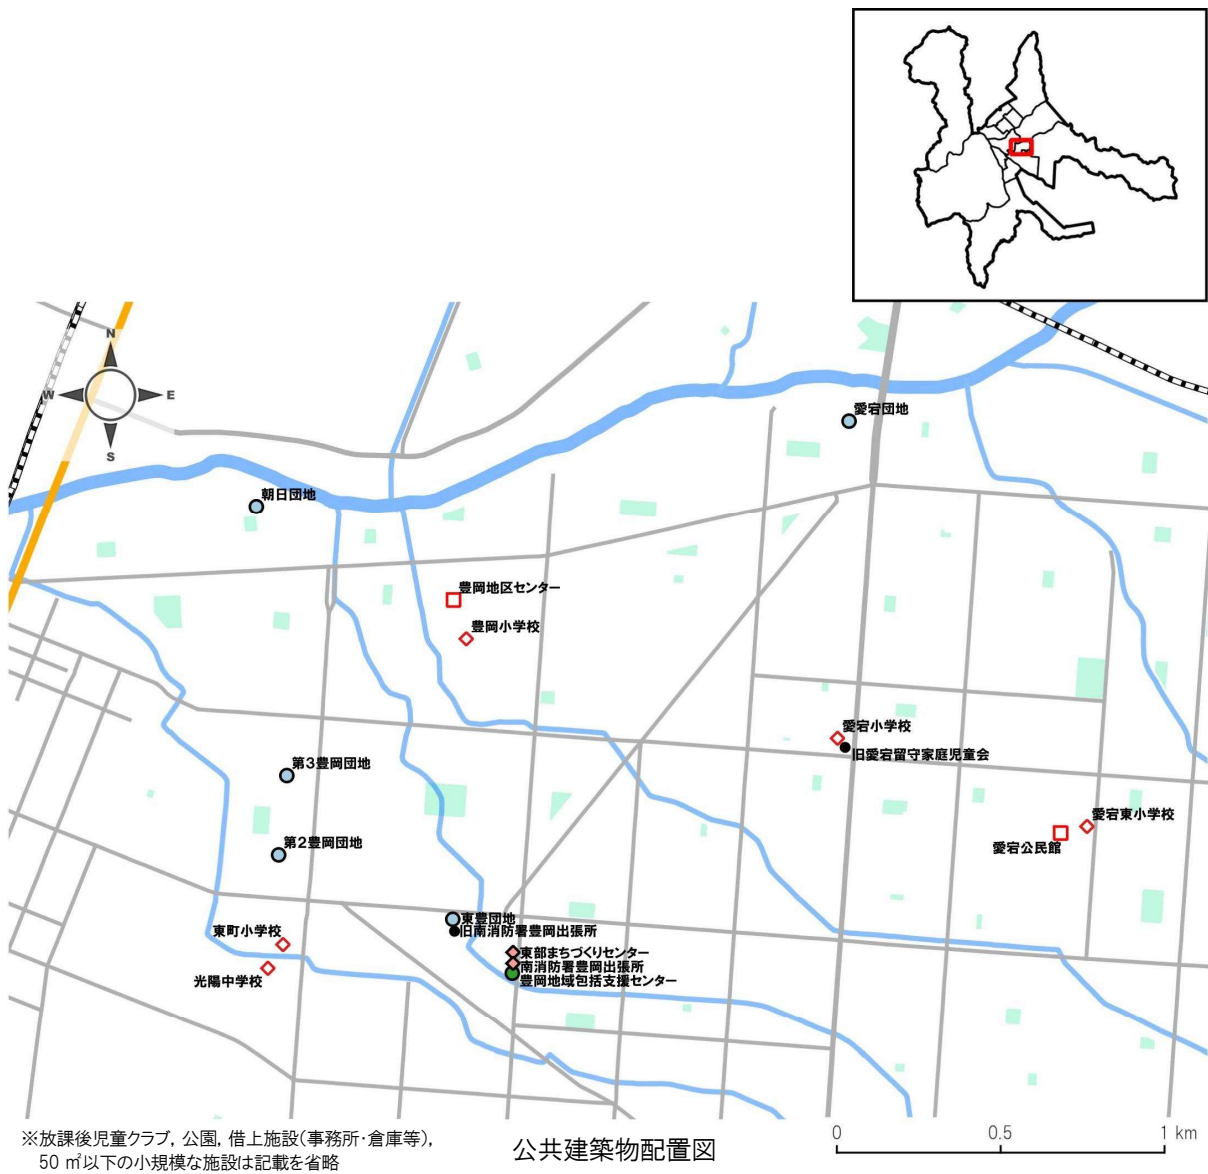 N
W
E
S
愛宕団地
朝日団地
豊岡地区センター
豊岡小学校
愛宕小学校
旧愛宕留守家庭児童会
第3豊岡団地
愛宕東小学校
愛宕公民館
第2豊岡団地
東豊団地
旧南消防署豊岡出張所
東町小学校
東部まちづくりセンター
南消防署豊岡出張所
光陽中学校
豊岡地域包括支援センター
※放課後児童クラブ, 公園, 借上施設(事務所・倉庫等),
50 ㎡以下の小規模な施設は記載を省略
公共建築物配置図
0 0.5 1 km